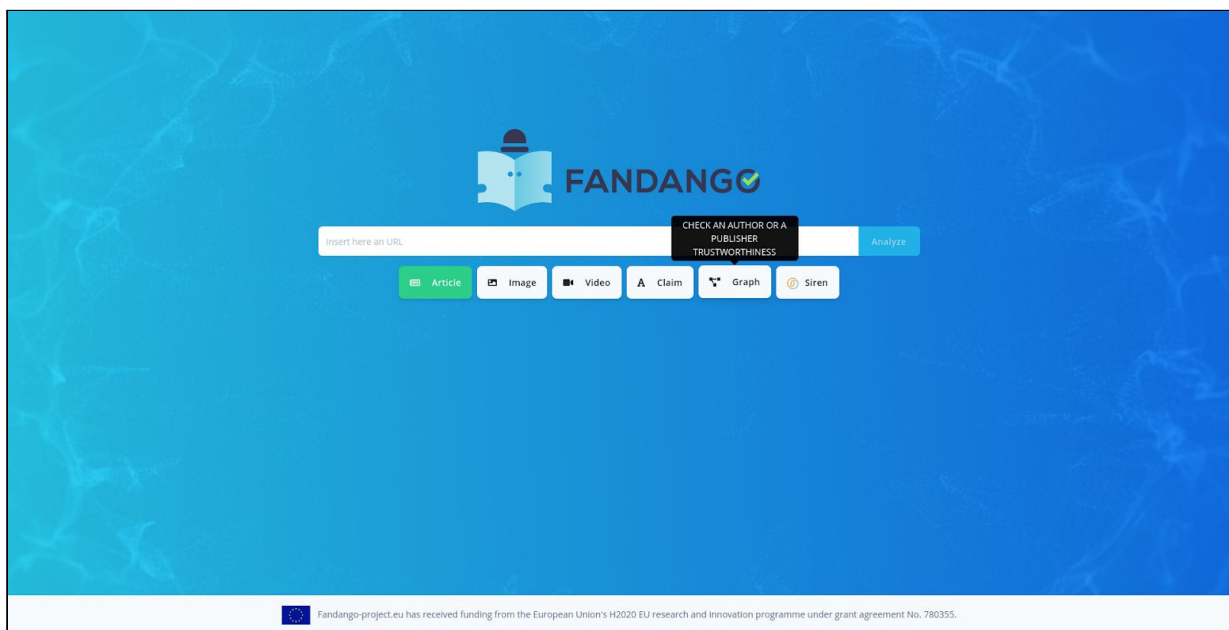 FANDANGO
CHECK AN AUTHOR OR A
PUBLISHER
TRUSTWORTHINESS
Insert here an URL
Analyze
Article Image Video Claim Graph Siren
Fandango-project.eu has received funding from the European Union's H2020 EU research and innovation programme under grant agreement No. 780355.